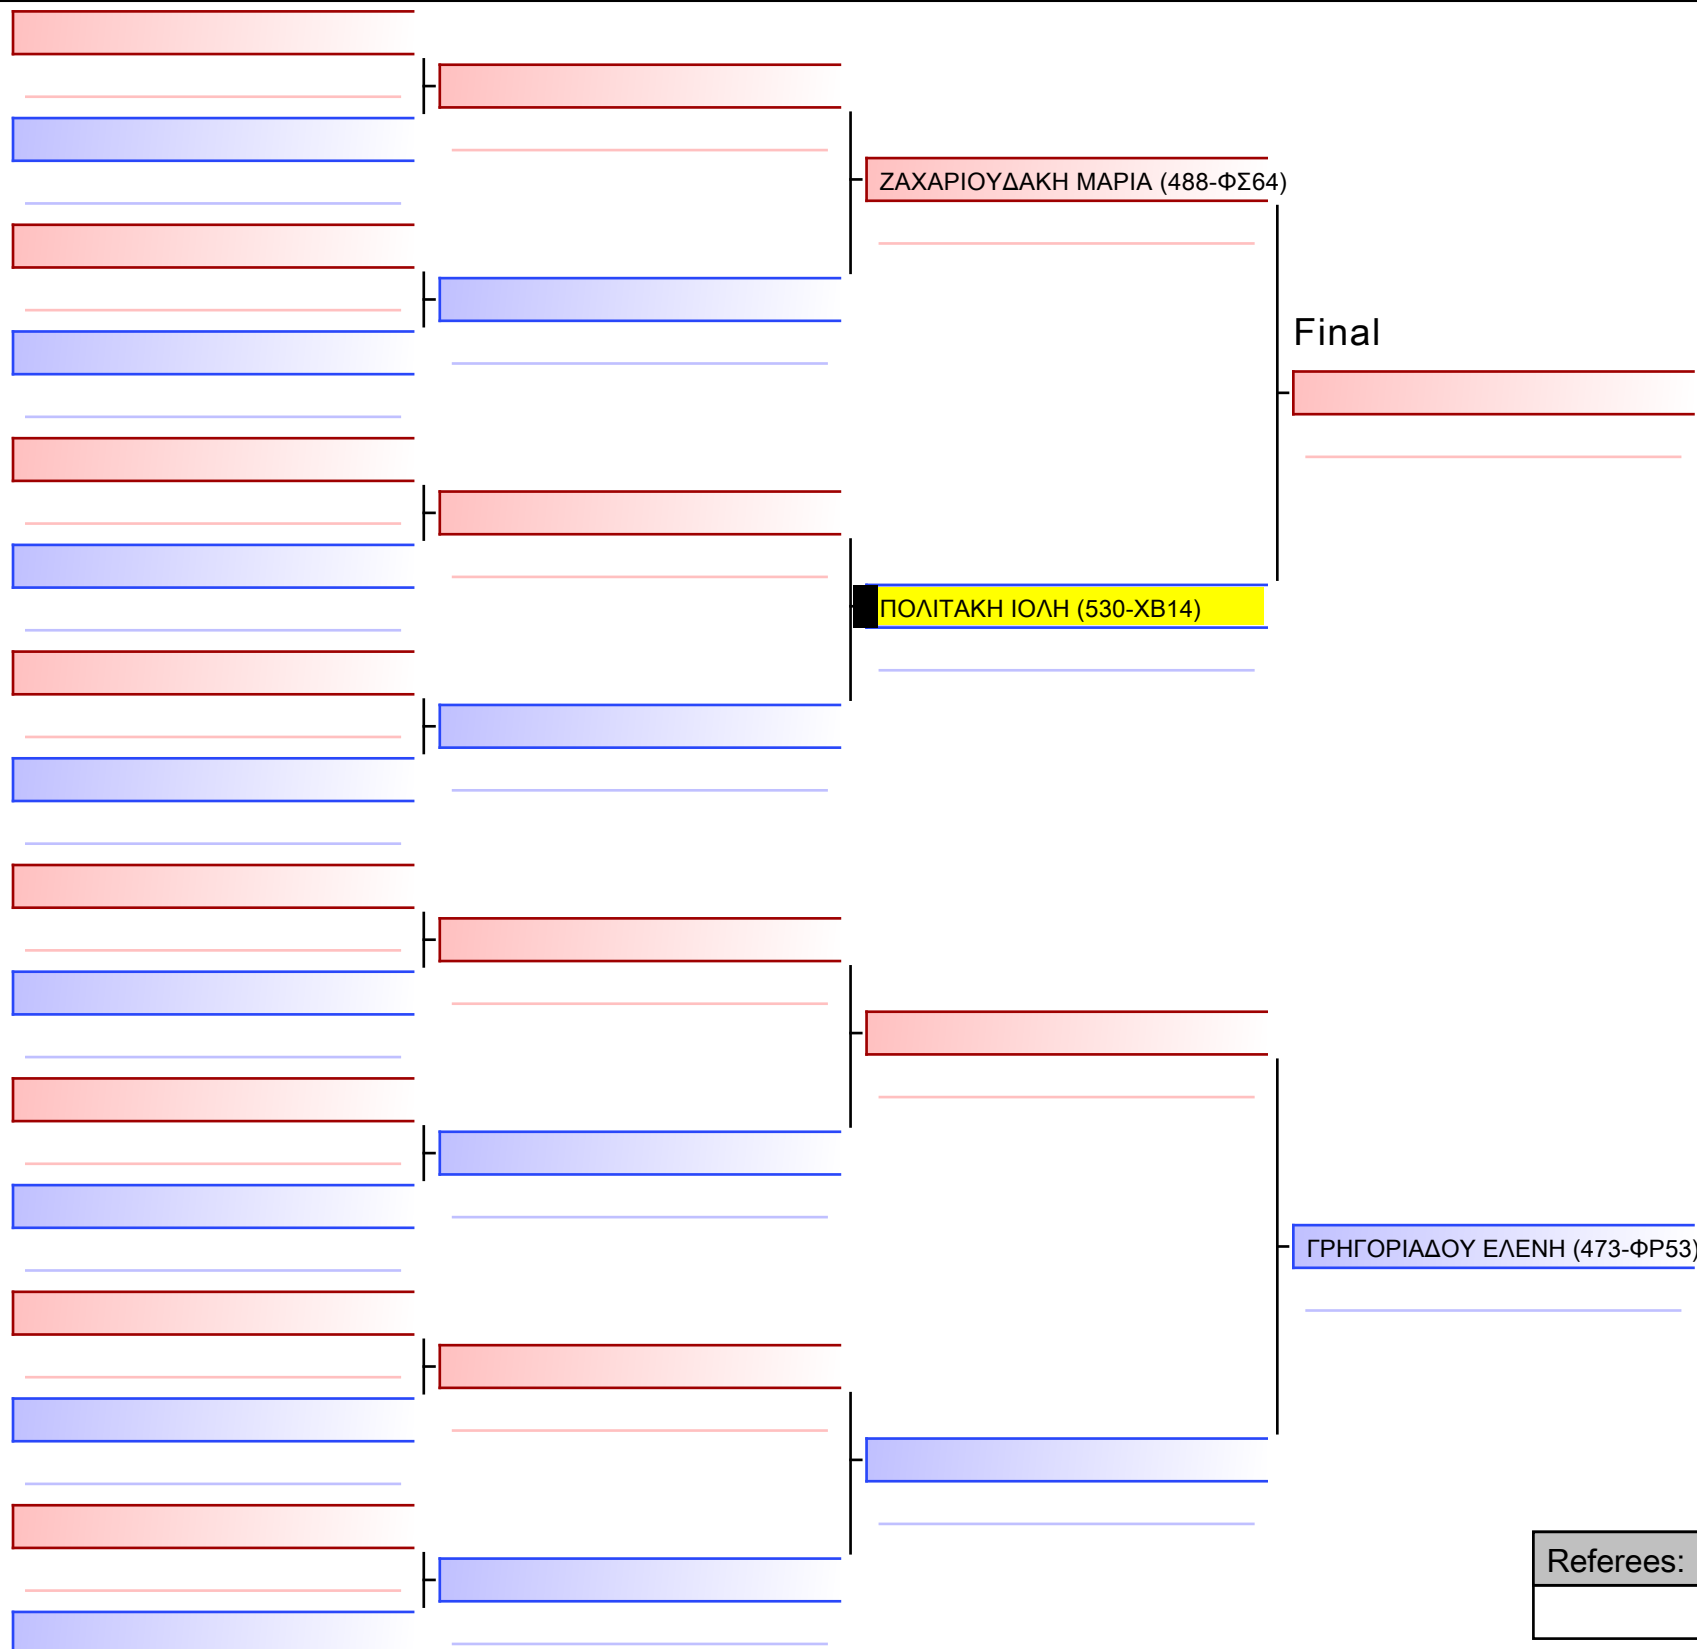 ΖΑΧΑΡΙΟΥΔΑΚΗ ΜΑΡΙΑ (488-ΦΣ64)
Final
ΠΟΛΙΤΑΚΗ ΙΟΛΗ (530-ΧΒ14)
ΓΡΗΓΟΡΙΑΔΟΥ ΕΛΕΝΗ (473-ΦΡ53)
Referees: